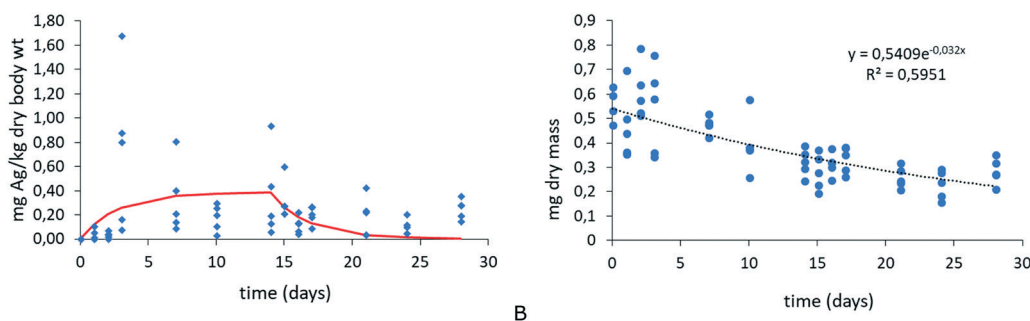 1,80
1,60
1,40
1,20
1,00
0,80
0,60
0,40
0,20
0,00
mg Ag/kg dry body wt
0 5 10 15 20 25 30
time (days)
B
0,9
0,8
0,7
0,6
0,5
0,4
0,3
0,2
0,1
0
mg dry mass
y = 0,5409e-0,032x
R² = 0,5951
0 5 10 15 20 25 30
time (days)